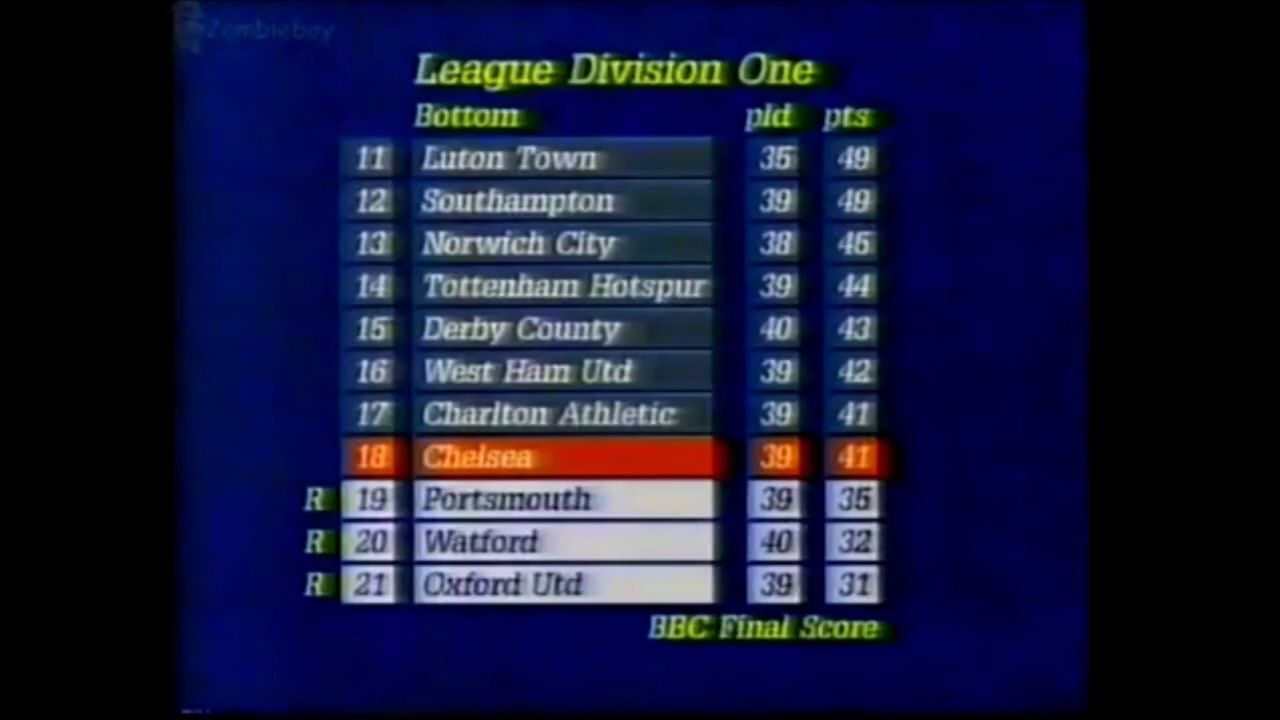 Zombieboy
League Division One
Bottom pld pts
11 Luton Town 35 49
12 Southampton 39 49
13 Norwich City 38 45
14 Tottenham Hotspur 39 44
15 Derby County 40 43
16 West Ham Utd 39 42
17 Charlton Athletic 39 41
18 Chelsea 39 41
R 19 Portsmouth 39 35
R 20 Watford 40 32
R 21 Oxford Utd 39 31
BBC Final Score